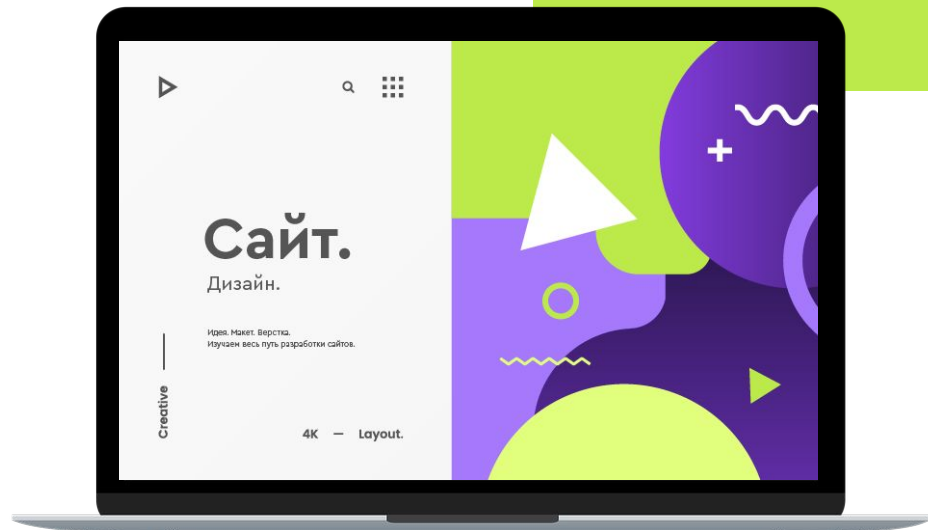 Сайт.
Дизайн.
Идея. Макет. Верстка.
Изучаем весь путь разработки сайтов.
Creative
4K — Layout.